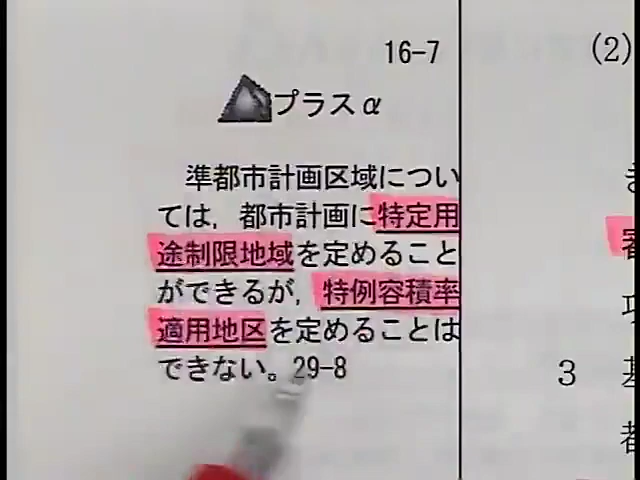 16-7
プラスα
準都市計画区域につい
ては，都市計画に特定用
途制限地域を定めること
ができるが，特例容積率
適用地区を定めることは
できない。29-8
(2)
3